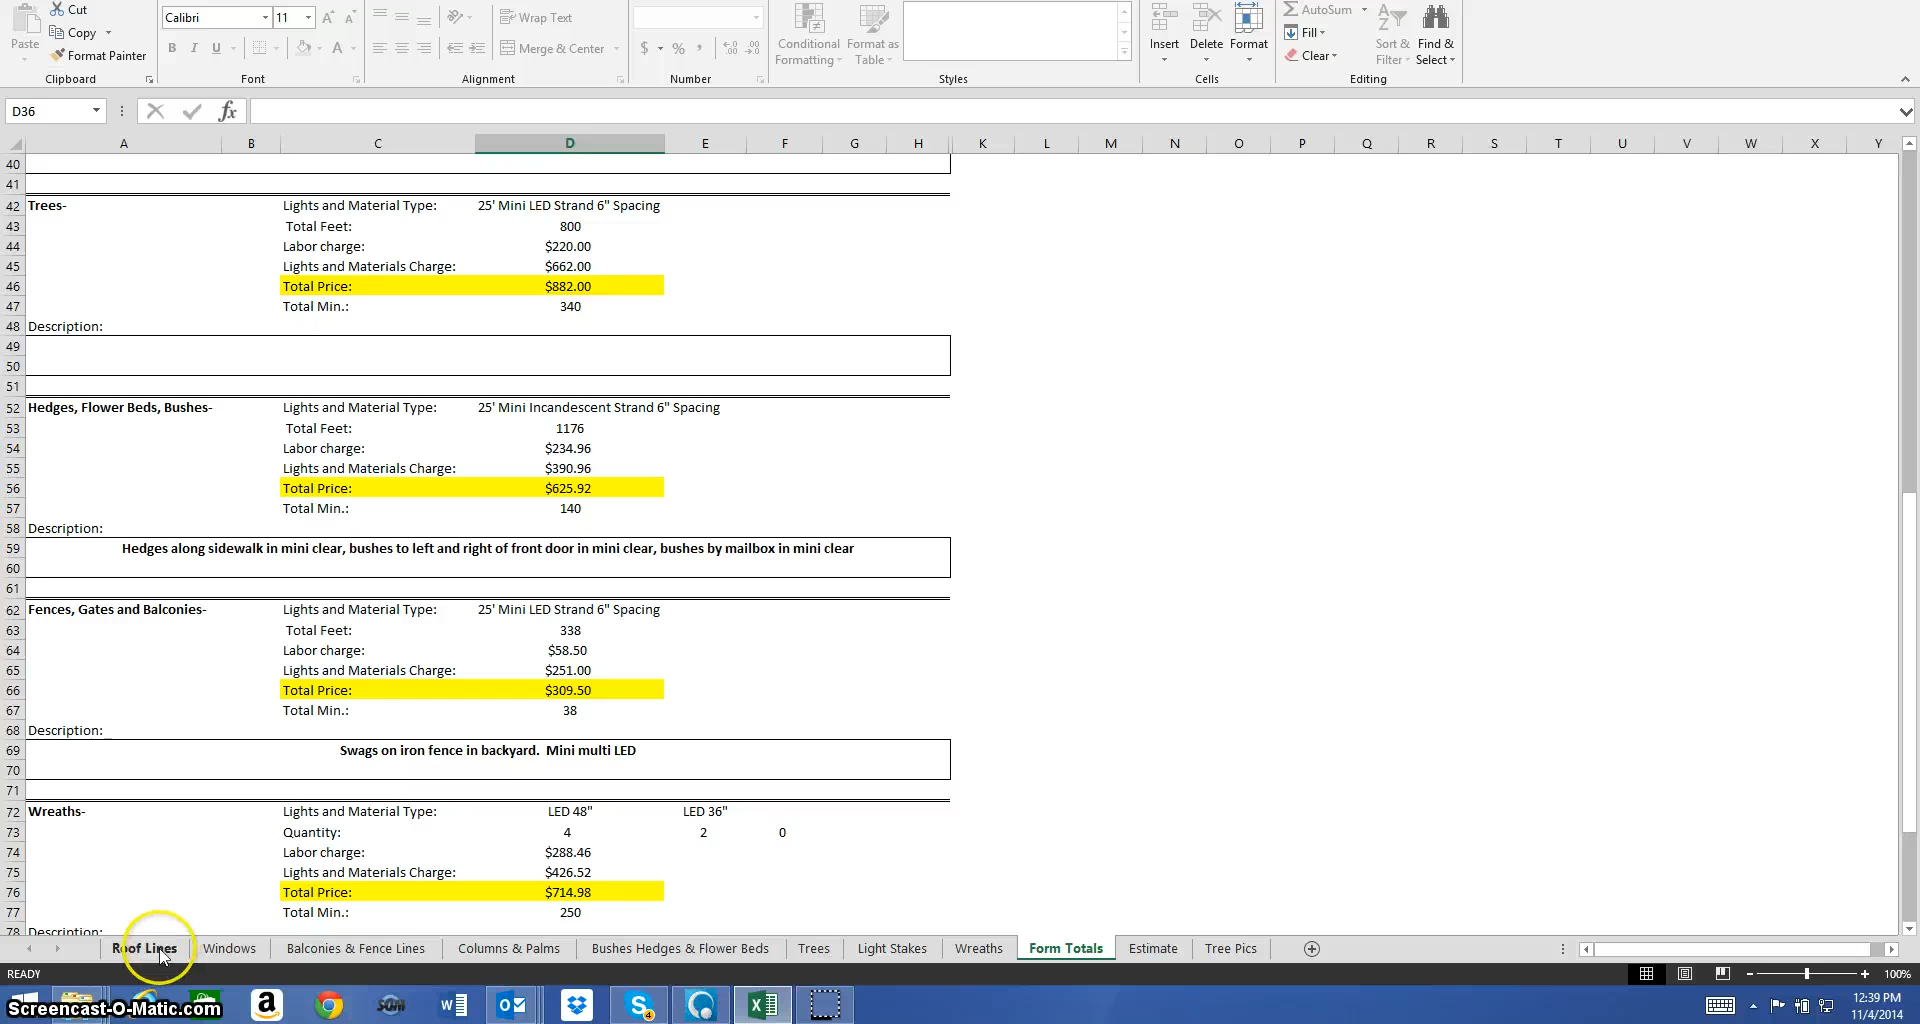 Cut
Calibri 11
Wrap Text
Insert Delete Format
AutoSum
Paste
Copy
Format Painter
B I U
Merge & Center
$ % ,
Conditional Formatting
Format as Table
Fill
Clear
Sort & Filter
Find & Select
Clipboard Font Alignment Number Styles Cells Editing
D36 fx
A B C D E F G H K L M N O P Q R S T U V W X Y
40
41
42 Trees- Lights and Material Type: 25' Mini LED Strand 6" Spacing
43 Total Feet: 800
44 Labor charge: $220.00
45 Lights and Materials Charge: $662.00
46 Total Price: $882.00
47 Total Min.: 340
48 Description:
49
50
51
52 Hedges, Flower Beds, Bushes- Lights and Material Type: 25' Mini Incandescent Strand 6" Spacing
53 Total Feet: 1176
54 Labor charge: $234.96
55 Lights and Materials Charge: $390.96
56 Total Price: $625.92
57 Total Min.: 140
58 Description:
59 Hedges along sidewalk in mini clear, bushes to left and right of front door in mini clear, bushes by mailbox in mini clear
60
61
62 Fences, Gates and Balconies- Lights and Material Type: 25' Mini LED Strand 6" Spacing
63 Total Feet: 338
64 Labor charge: $58.50
65 Lights and Materials Charge: $251.00
66 Total Price: $309.50
67 Total Min.: 38
68 Description:
69 Swags on iron fence in backyard. Mini multi LED
70
71
72 Wreaths- Lights and Material Type: LED 48" LED 36"
73 Quantity: 4 2 0
74 Labor charge: $288.46
75 Lights and Materials Charge: $426.52
76 Total Price: $714.98
77 Total Min.: 250
78 Description:
Roof Lines Windows Balconies & Fence Lines Columns & Palms Bushes Hedges & Flower Beds Trees Light Stakes Wreaths Form Totals Estimate Tree Pics
READY 100%
Screencast-O-Matic.com
12:39 PM
11/4/2014